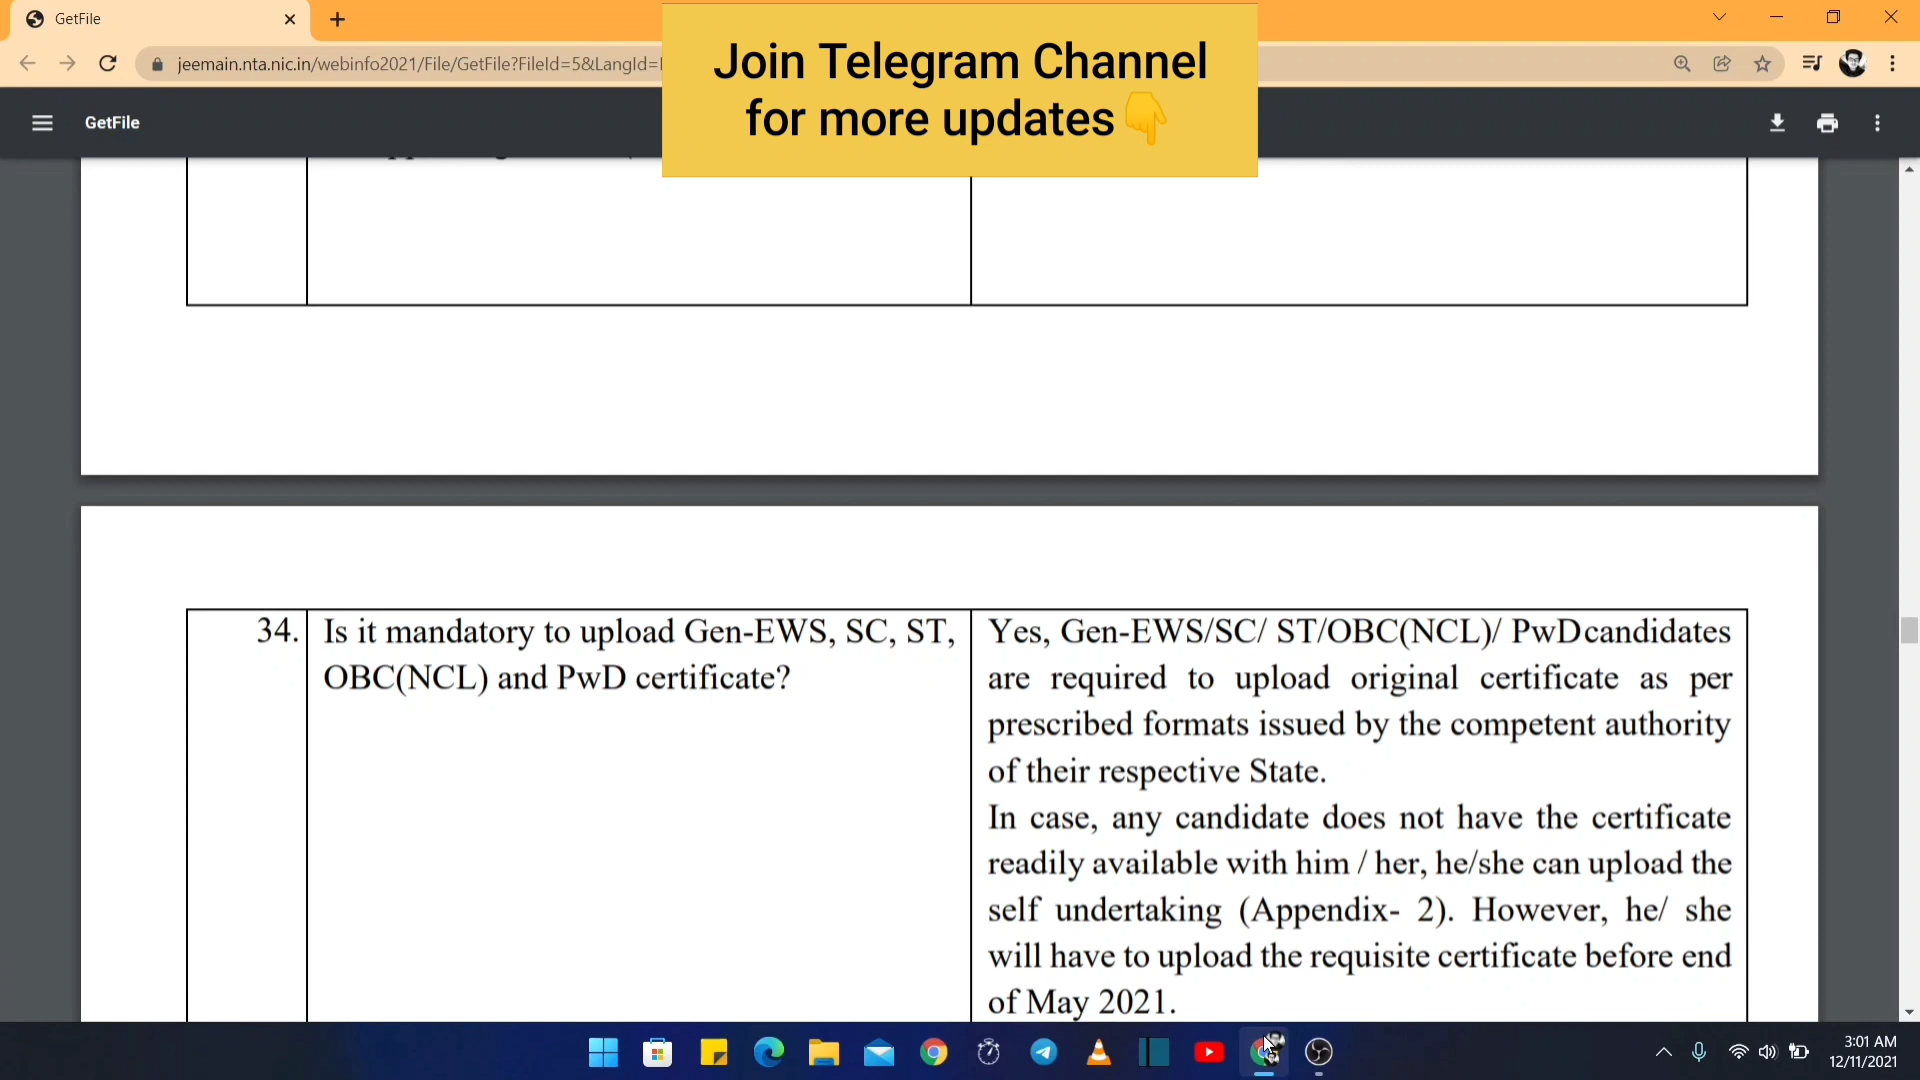 GetFile
jeemain.nta.nic.in/webinfo2021/File/GetFile?FileId=5&LangId=
Join Telegram Channel
for more updates👇
GetFile
34. Is it mandatory to upload Gen-EWS, SC, ST,
OBC(NCL) and PwD certificate?
Yes, Gen-EWS/SC/ ST/OBC(NCL)/ PwDcandidates
are required to upload original certificate as per
prescribed formats issued by the competent authority
of their respective State.
In case, any candidate does not have the certificate
readily available with him / her, he/she can upload the
self undertaking (Appendix- 2). However, he/ she
will have to upload the requisite certificate before end
of May 2021.
3:01 AM
12/11/2021